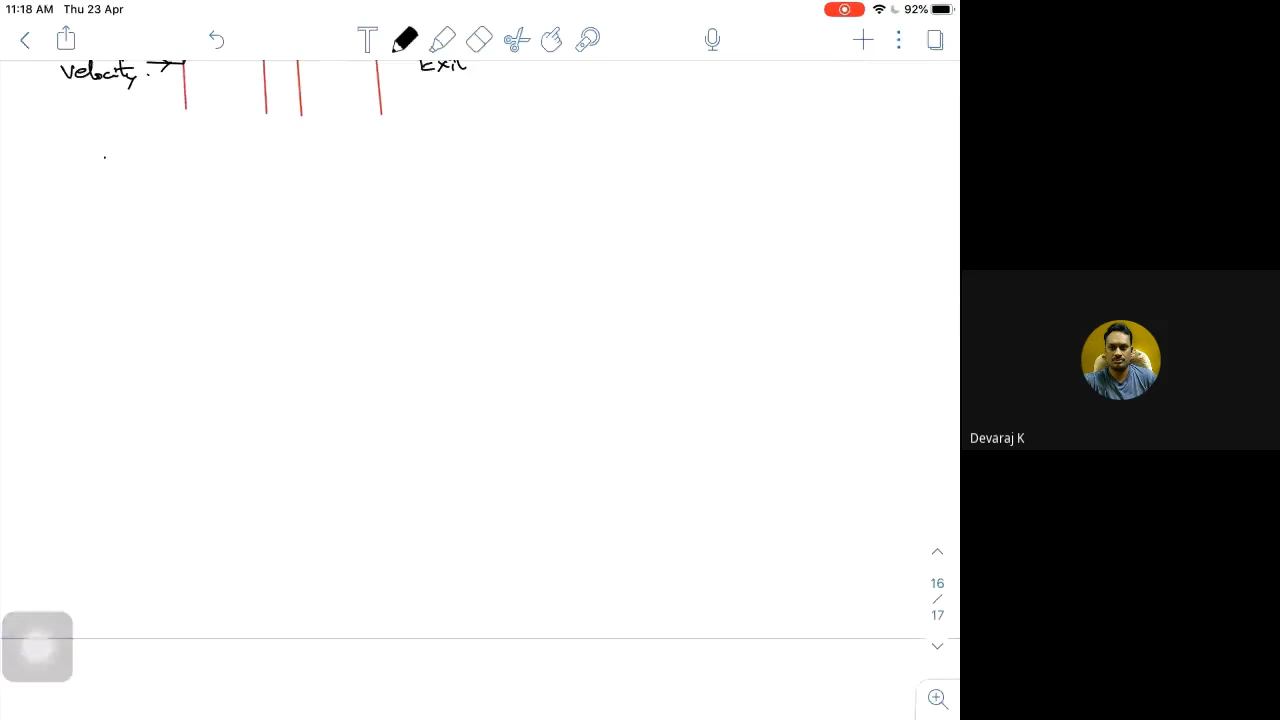 11:18 AM Thu 23 Apr
92%
T
velocity.
Exit
16
/
17
Devaraj K